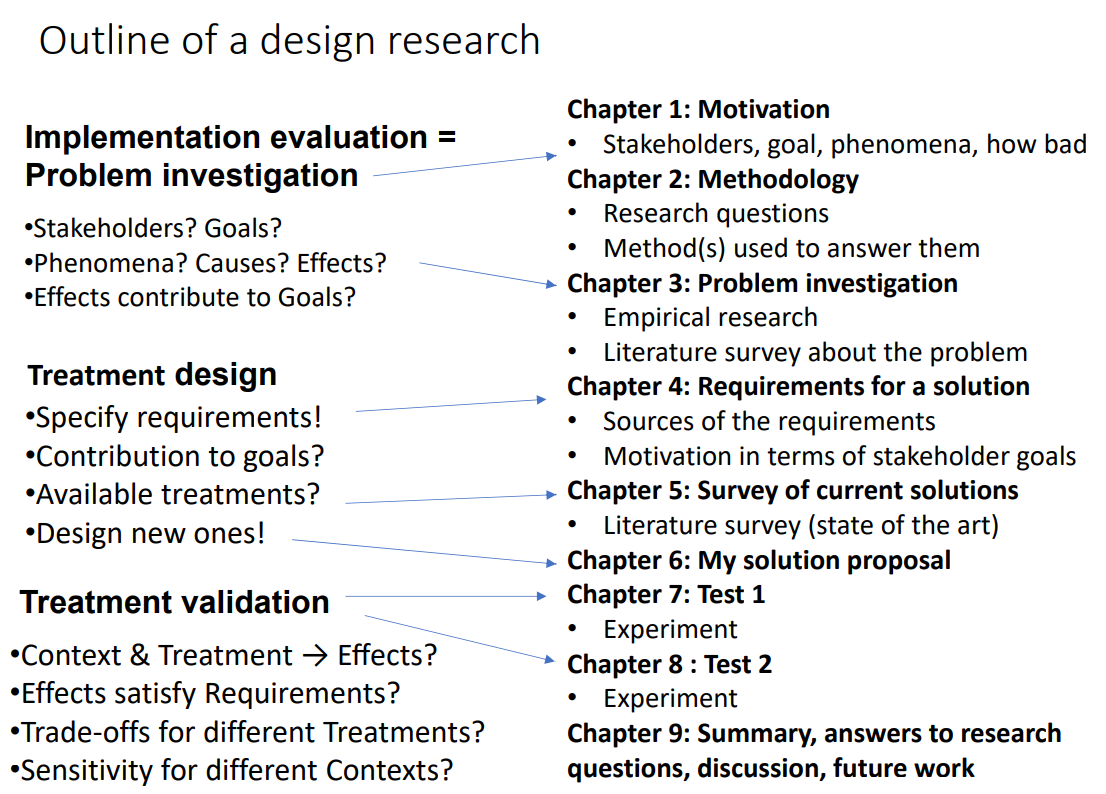 Outline of a design research
Implementation evaluation =
Problem investigation
•Stakeholders? Goals?
•Phenomena? Causes? Effects?
•Effects contribute to Goals?
Treatment design
•Specify requirements!
•Contribution to goals?
•Available treatments?
•Design new ones!
Treatment validation
•Context & Treatment → Effects?
•Effects satisfy Requirements?
•Trade-offs for different Treatments?
•Sensitivity for different Contexts?
Chapter 1: Motivation
• Stakeholders, goal, phenomena, how bad
Chapter 2: Methodology
• Research questions
• Method(s) used to answer them
Chapter 3: Problem investigation
• Empirical research
• Literature survey about the problem
Chapter 4: Requirements for a solution
• Sources of the requirements
• Motivation in terms of stakeholder goals
Chapter 5: Survey of current solutions
• Literature survey (state of the art)
Chapter 6: My solution proposal
Chapter 7: Test 1
• Experiment
Chapter 8 : Test 2
• Experiment
Chapter 9: Summary, answers to research
questions, discussion, future work